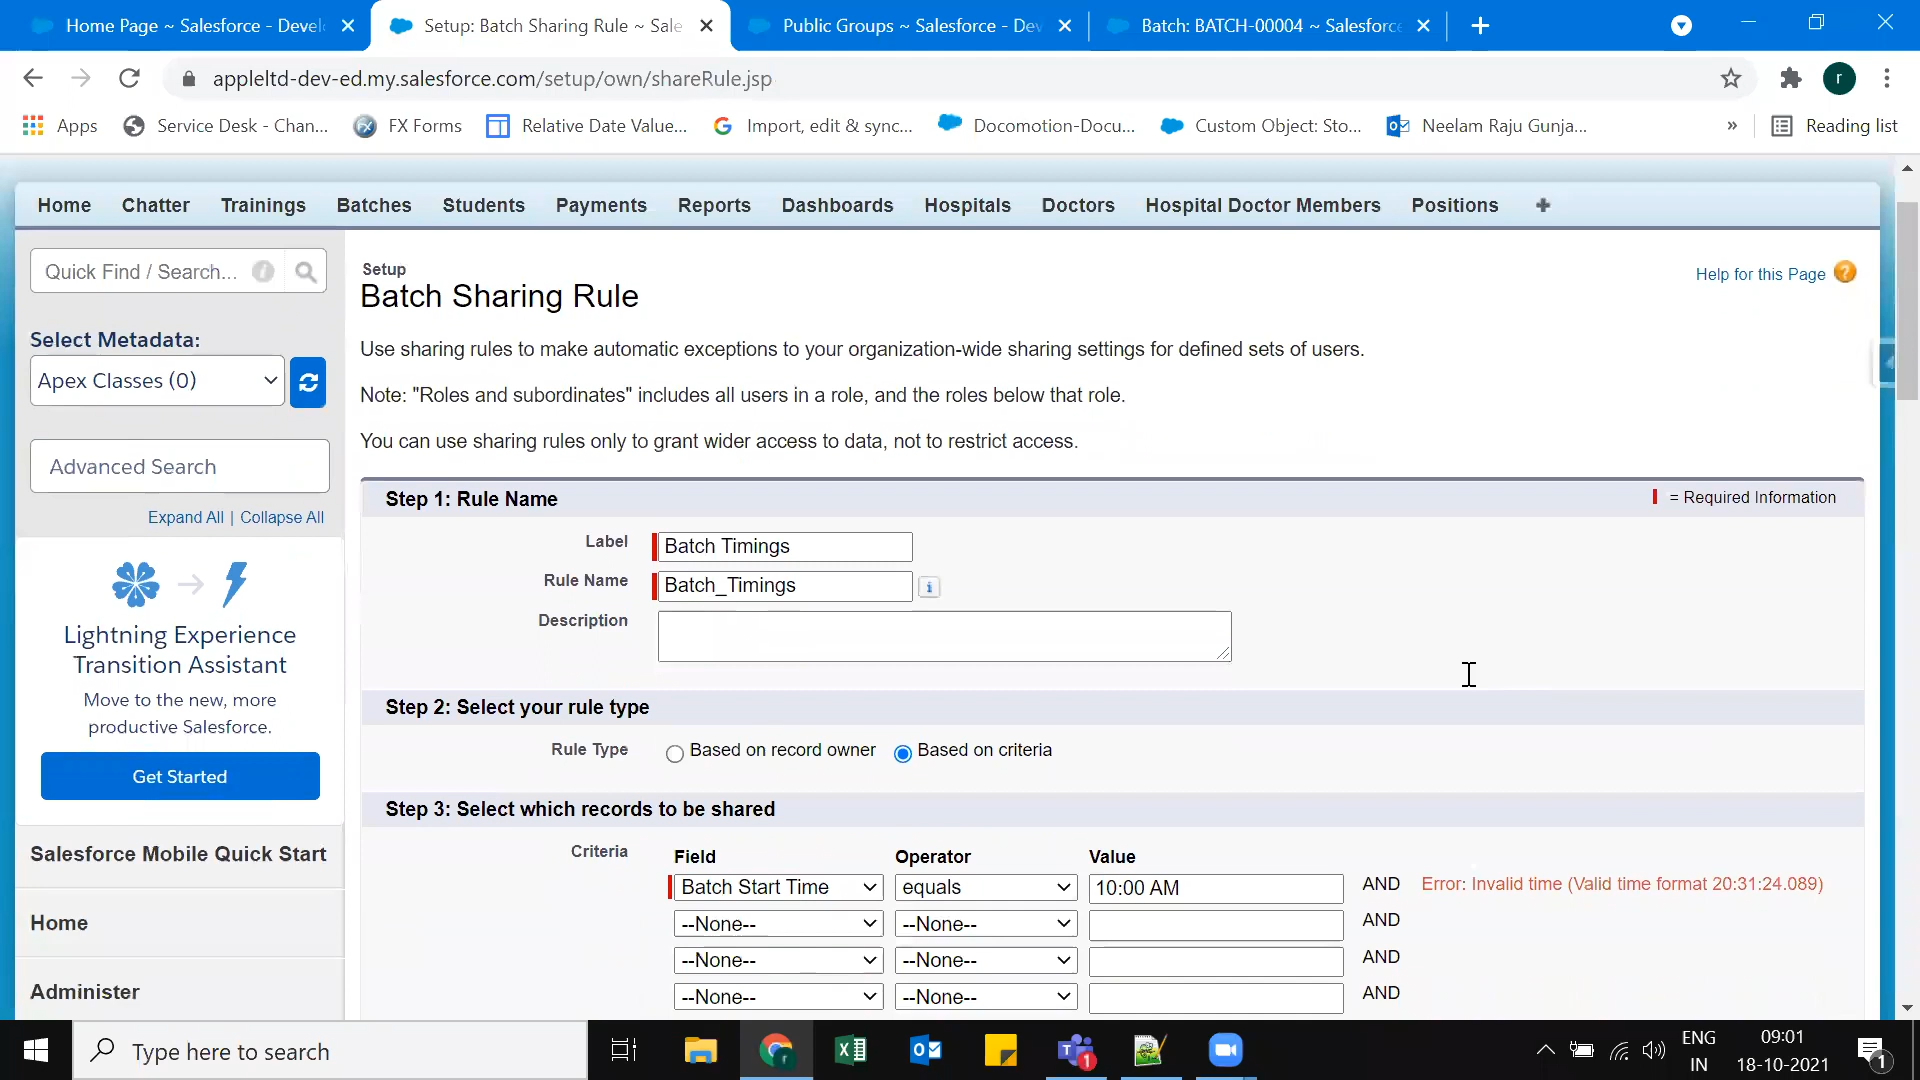 Home Page ~ Salesforce - Devel
Setup: Batch Sharing Rule ~ Sale
Public Groups ~ Salesforce - Dev
Batch: BATCH-00004 ~ Salesforce
appleltd-dev-ed.my.salesforce.com/setup/own/shareRule.jsp
r
Apps
Service Desk - Chan...
FX Forms
Relative Date Value...
Import, edit & sync...
Docomotion-Docu...
Custom Object: Sto...
Neelam Raju Gunja...
»
Reading list
Home Chatter Trainings Batches Students Payments Reports Dashboards Hospitals Doctors Hospital Doctor Members Positions
Quick Find / Search...
Select Metadata:
Apex Classes (0)
Advanced Search
Expand All | Collapse All
Lightning Experience
Transition Assistant
Move to the new, more
productive Salesforce.
Get Started
Salesforce Mobile Quick Start
Home
Administer
Setup
Batch Sharing Rule
Help for this Page ?
Use sharing rules to make automatic exceptions to your organization-wide sharing settings for defined sets of users.
Note: "Roles and subordinates" includes all users in a role, and the roles below that role.
You can use sharing rules only to grant wider access to data, not to restrict access.
Step 1: Rule Name
= Required Information
Label Batch Timings
Rule Name Batch_Timings i
Description
Step 2: Select your rule type
Rule Type Based on record owner Based on criteria
Step 3: Select which records to be shared
Criteria Field Operator Value
Batch Start Time equals 10:00 AM AND Error: Invalid time (Valid time format 20:31:24.089)
--None-- --None-- AND
--None-- --None-- AND
--None-- --None-- AND
Type here to search
1
ENG
IN
09:01
18-10-2021
1